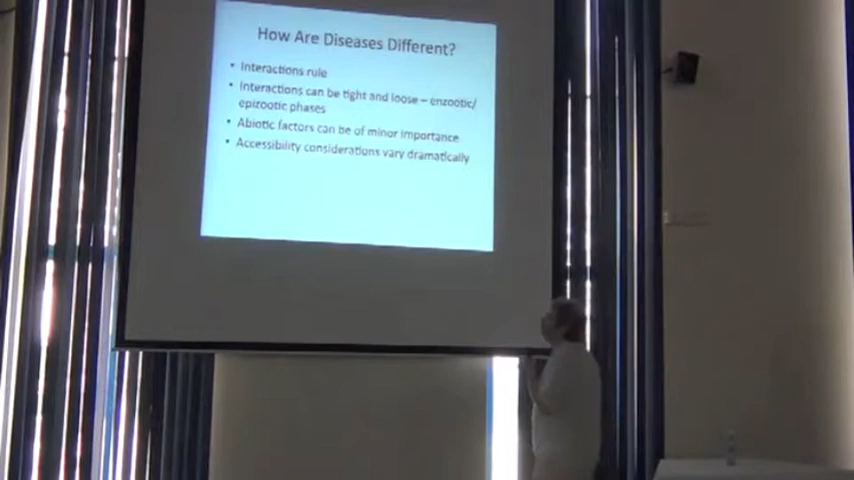 How Are Diseases Different?
• Interactions rule
• Interactions can be tight and loose – enzootic/
epizootic phases
• Abiotic factors can be of minor importance
• Accessibility considerations vary dramatically